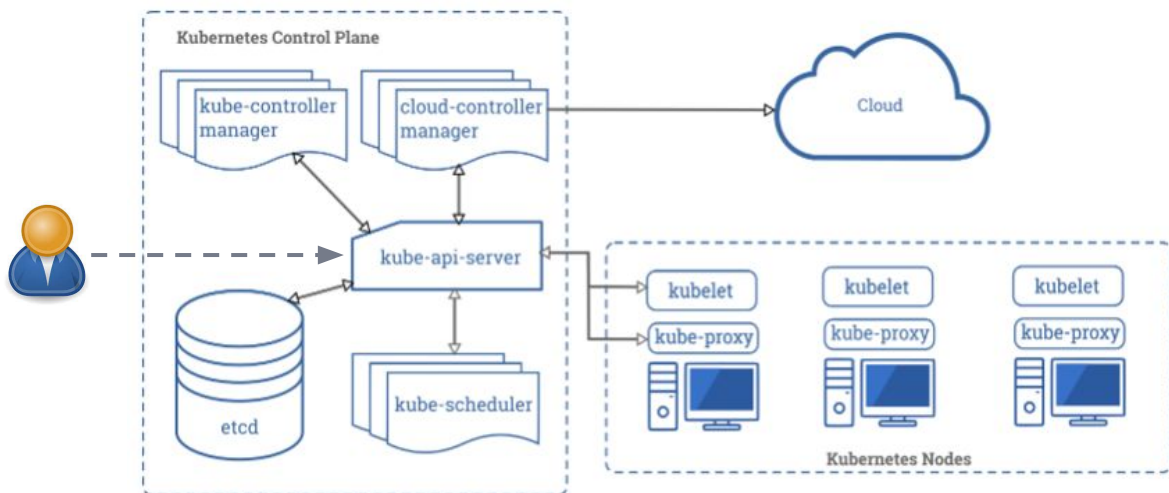 Kubernetes Control Plane
kube-controller
manager
cloud-controller
manager
Cloud
kube-api-server
etcd
kube-scheduler
kubelet
kubelet
kubelet
kube-proxy
kube-proxy
kube-proxy
Kubernetes Nodes